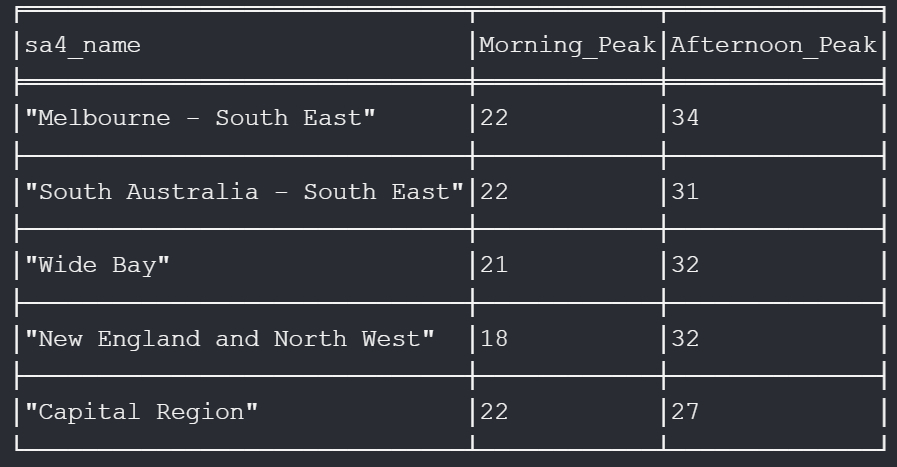 sa4_name Morning_Peak Afternoon_Peak
"Melbourne - South East" 22 34
"South Australia - South East" 22 31
"Wide Bay" 21 32
"New England and North West" 18 32
"Capital Region" 22 27